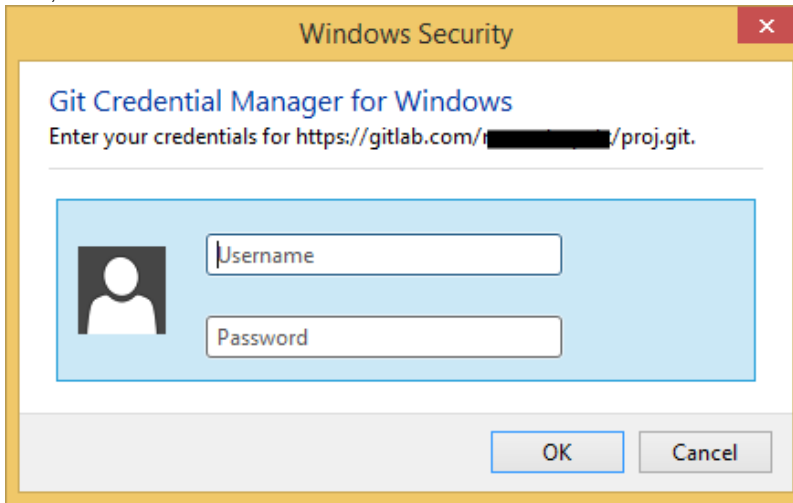 Windows Security
Git Credential Manager for Windows
Enter your credentials for https://gitlab.com/ /proj.git.
Username
Password
OK
Cancel